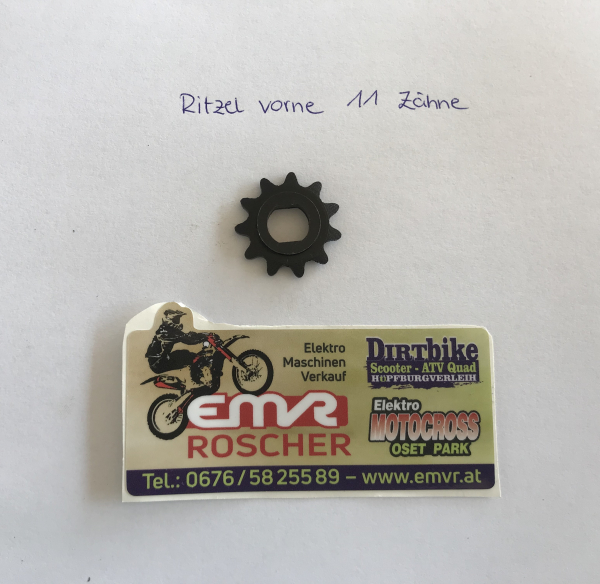 Ritzel vorne 11 Zähne
Elektro
Maschinen
Verkauf
EMVR
ROSCHER
DIRTbike
Scooter - ATV Quad
HÜPFBURGVERLEIH
Elektro
MOTOCROSS
OSET PARK
Tel.: 0676/58 255 89 – www.emvr.at